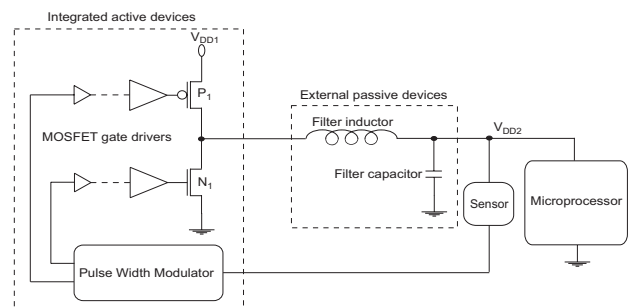 Integrated active devices
V_DD1
P_1
External passive devices
MOSFET gate drivers
Filter inductor
V_DD2
N_1
Filter capacitor
Sensor
Microprocessor
Pulse Width Modulator